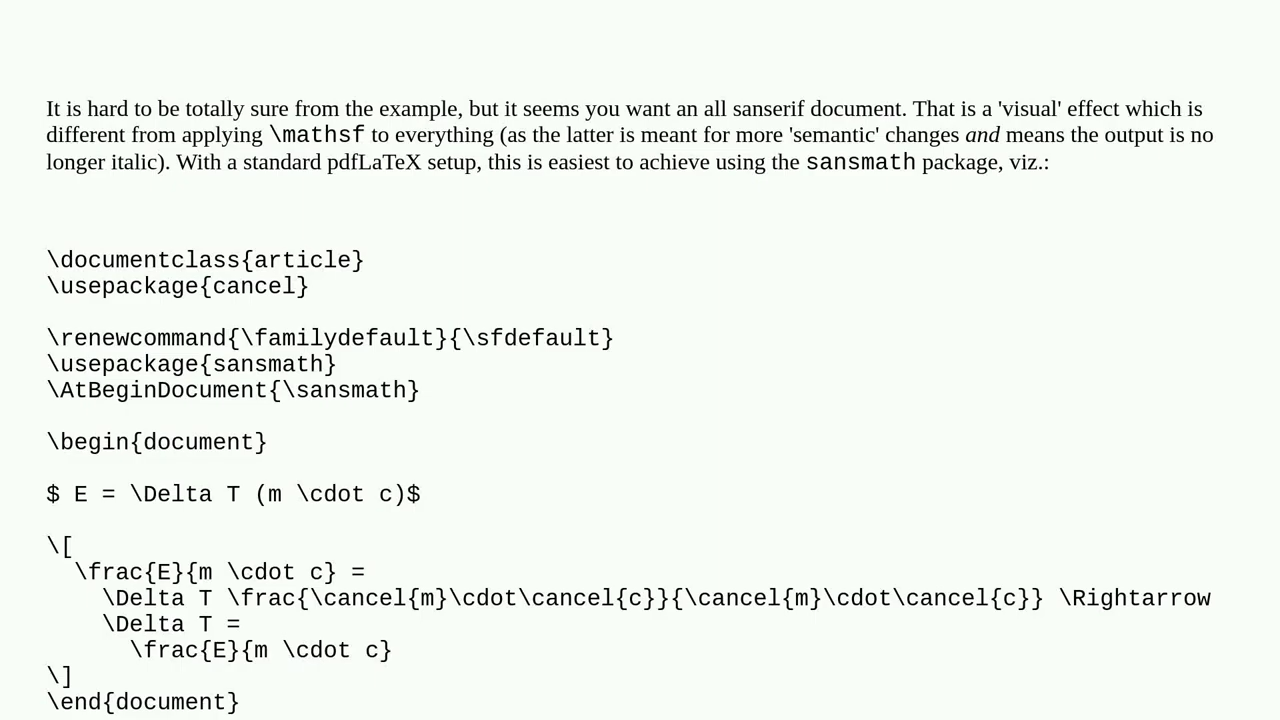 It is hard to be totally sure from the example, but it seems you want an all sanserif document. That is a 'visual' effect which is
different from applying \mathsf to everything (as the latter is meant for more 'semantic' changes and means the output is no
longer italic). With a standard pdfLaTeX setup, this is easiest to achieve using the sansmath package, viz.:
\documentclass{article}
\usepackage{cancel}
\renewcommand{\familydefault}{\sfdefault}
\usepackage{sansmath}
\AtBeginDocument{\sansmath}
\begin{document}
$ E = \Delta T (m \cdot c)$
\[
  \frac{E}{m \cdot c} =
    \Delta T \frac{\cancel{m}\cdot\cancel{c}}{\cancel{m}\cdot\cancel{c}} \Rightarrow
    \Delta T =
      \frac{E}{m \cdot c}
\]
\end{document}